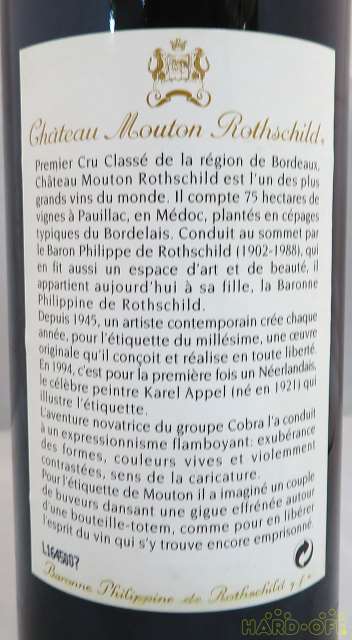 Château Mouton Rothschild
Premier Cru Classé de la région de Bordeaux,
Château Mouton Rothschild est l'un des plus
grands vins du monde. Il compte 75 hectares de
vignes à Pauillac, en Médoc, plantés en cépages
typiques du Bordelais. Conduit au sommet par
le Baron Philippe de Rothschild (1902-1988), qui
en fit aussi un espace d'art et de beauté, il
appartient aujourd'hui à sa fille, la Baronne
Philippine de Rothschild.
Depuis 1945, un artiste contemporain crée chaque
année, pour l'étiquette du millésime, une œuvre
originale qu'il conçoit et réalise en toute liberté.
En 1994, c'est pour la première fois un Néerlandais,
le célèbre peintre Karel Appel (né en 1921) qui
illustre l'étiquette.
L'aventure novatrice du groupe Cobra l'a conduit
à un expressionnisme flamboyant: exubérance
des formes, couleurs vives et violemment
contrastées, sens de la caricature.
Pour l'étiquette de Mouton il a imaginé un couple
de buveurs dansant une gigue effrénée autour
d'une bouteille-totem, comme pour en libérer
l'esprit du vin qui s'y trouve encore emprisonné.
L1645007
Baronne Philippine de Rothschild g.f.a.
HARD-OFF